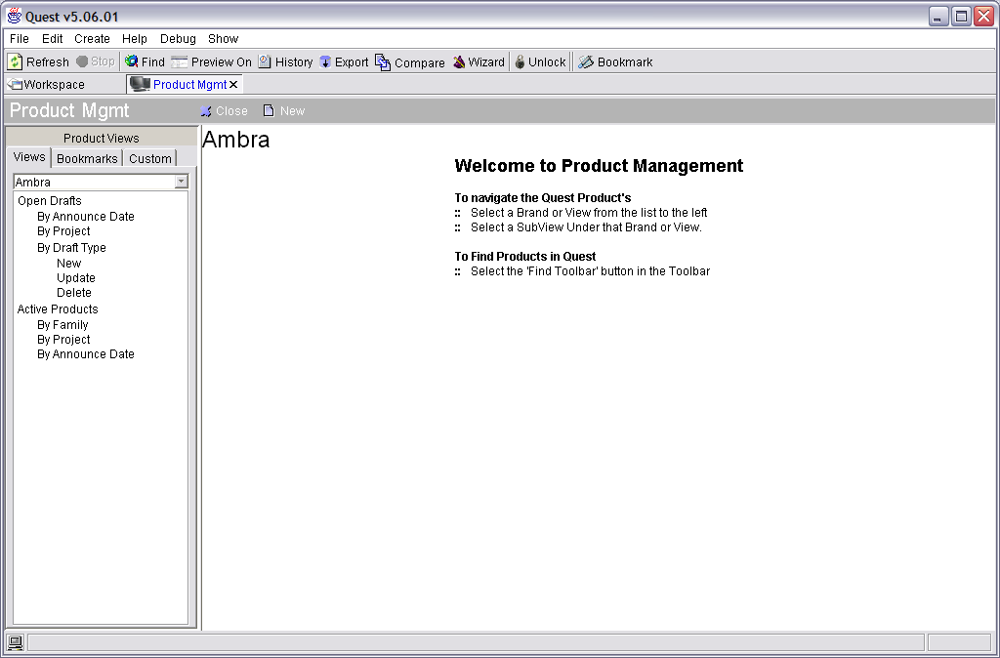 Quest v5.06.01
File Edit Create Help Debug Show
Refresh Stop Find Preview On History Export Compare Wizard Unlock Bookmark
Workspace Product Mgmt
Product Mgmt Close New
Product Views
Views Bookmarks Custom
Ambra
Open Drafts
By Announce Date
By Project
By Draft Type
New
Update
Delete
Active Products
By Family
By Project
By Announce Date
Ambra
Welcome to Product Management
To navigate the Quest Product's
:: Select a Brand or View from the list to the left
:: Select a SubView Under that Brand or View.
To Find Products in Quest
:: Select the 'Find Toolbar' button in the Toolbar